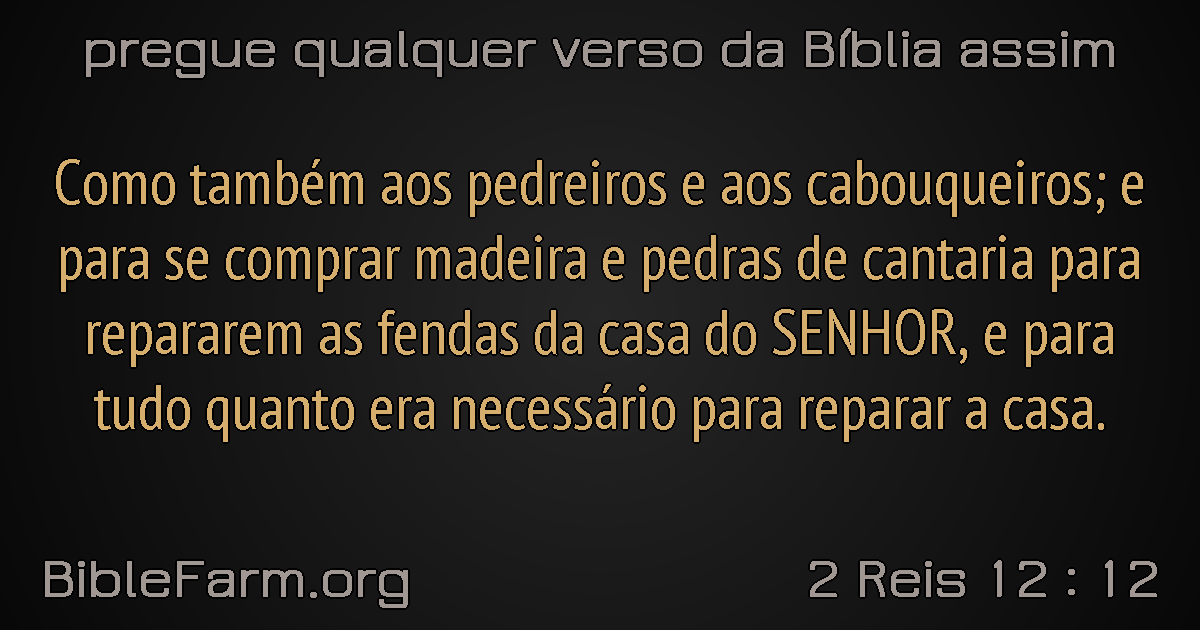 pregue qualquer verso da Bíblia assim
Como também aos pedreiros e aos cabouqueiros; e
para se comprar madeira e pedras de cantaria para
repararem as fendas da casa do SENHOR, e para
tudo quanto era necessário para reparar a casa.
BibleFarm.org
2 Reis 12 : 12